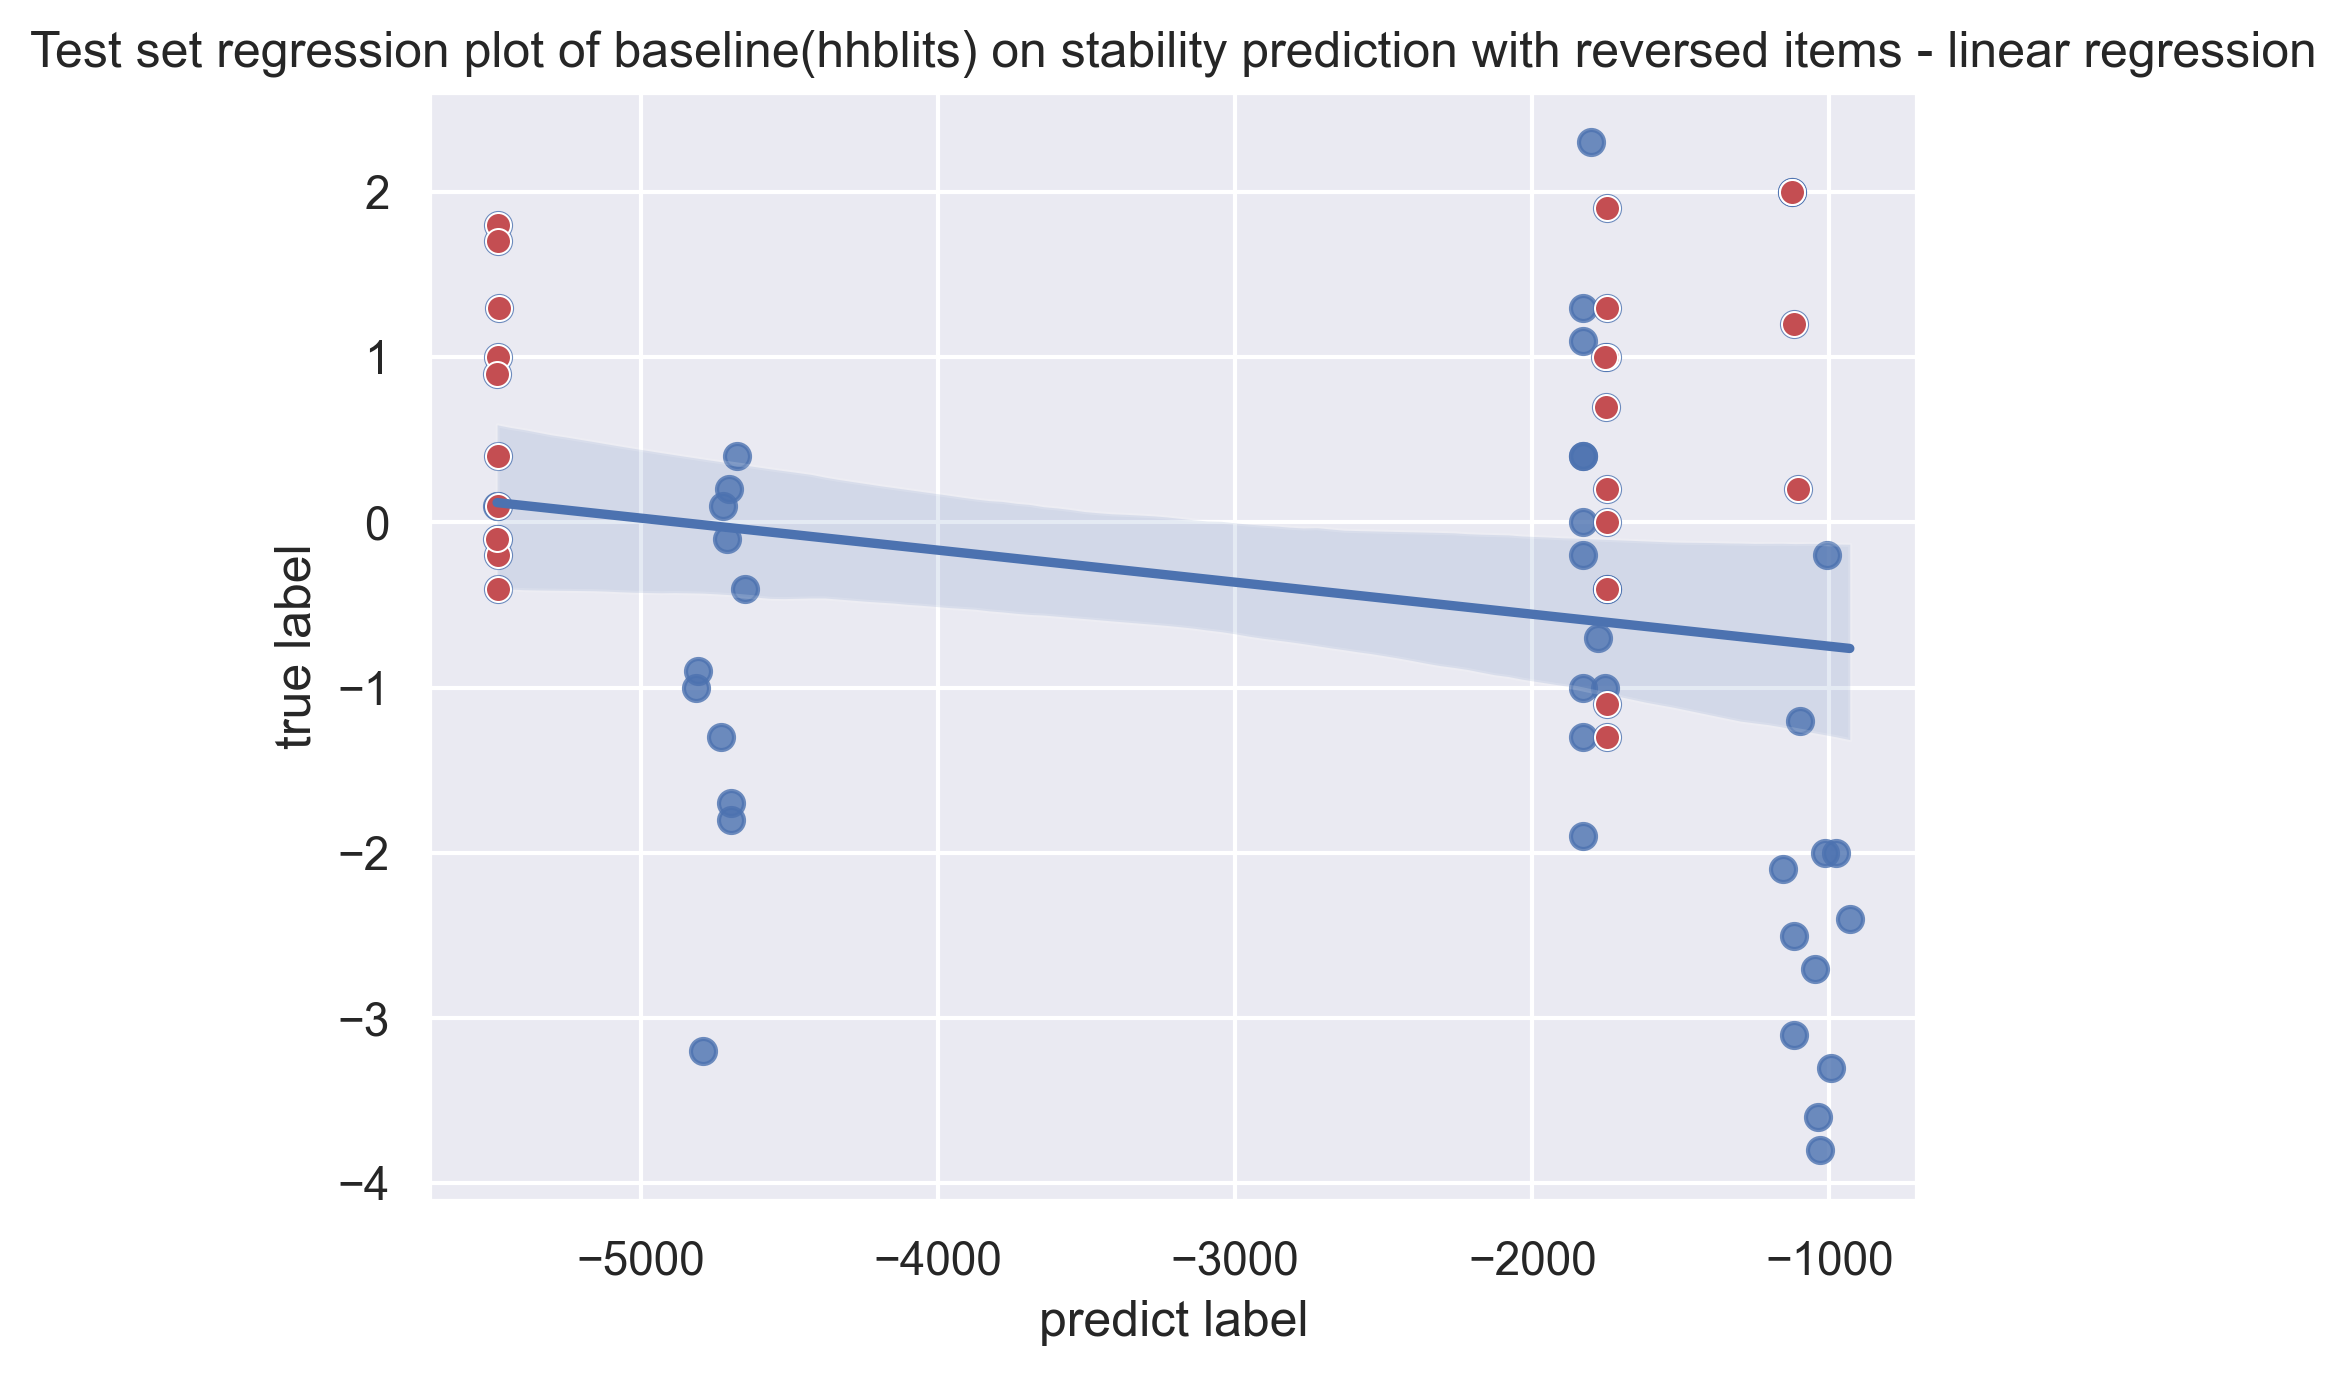 Test set regression plot of baseline(hhblits) on stability prediction with reversed items - linear regression
2
1
0
−1
−2
−3
−4
true label
−5000 −4000 −3000 −2000 −1000
predict label